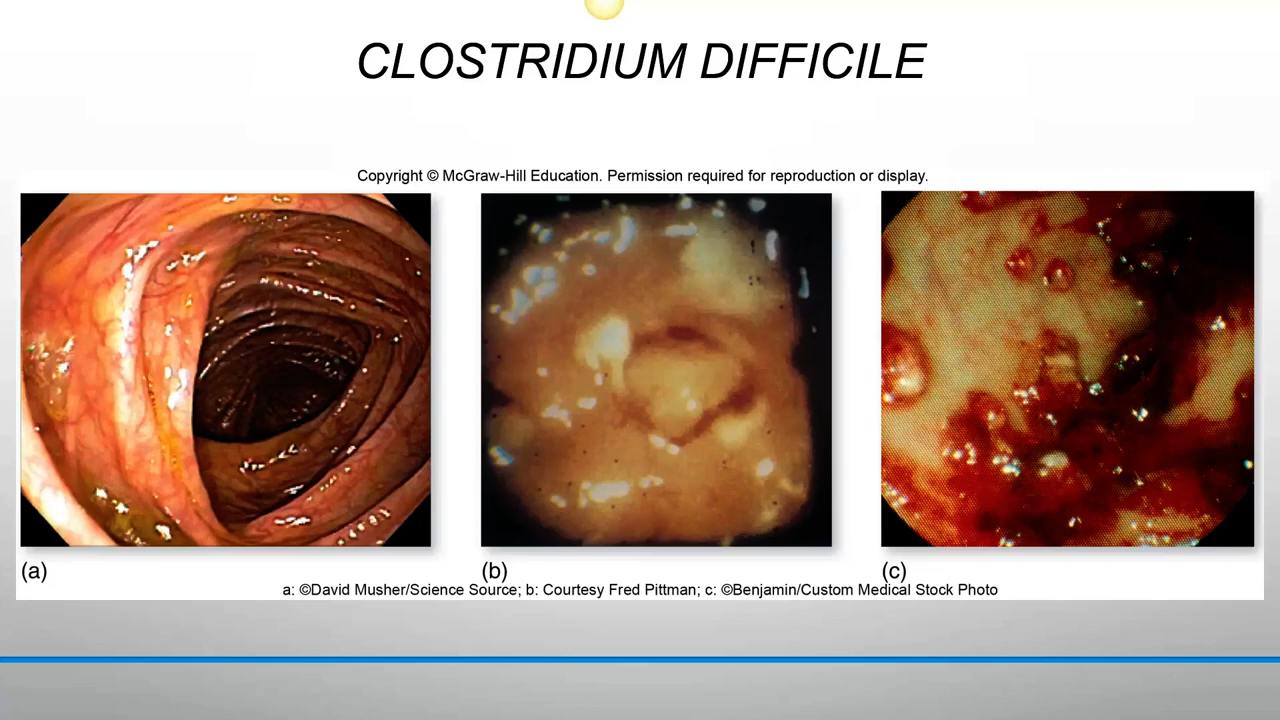 CLOSTRIDIUM DIFFICILE
Copyright © McGraw-Hill Education. Permission required for reproduction or display.
(a)
(b)
(c)
a: ©David Musher/Science Source; b: Courtesy Fred Pittman; c: ©Benjamin/Custom Medical Stock Photo